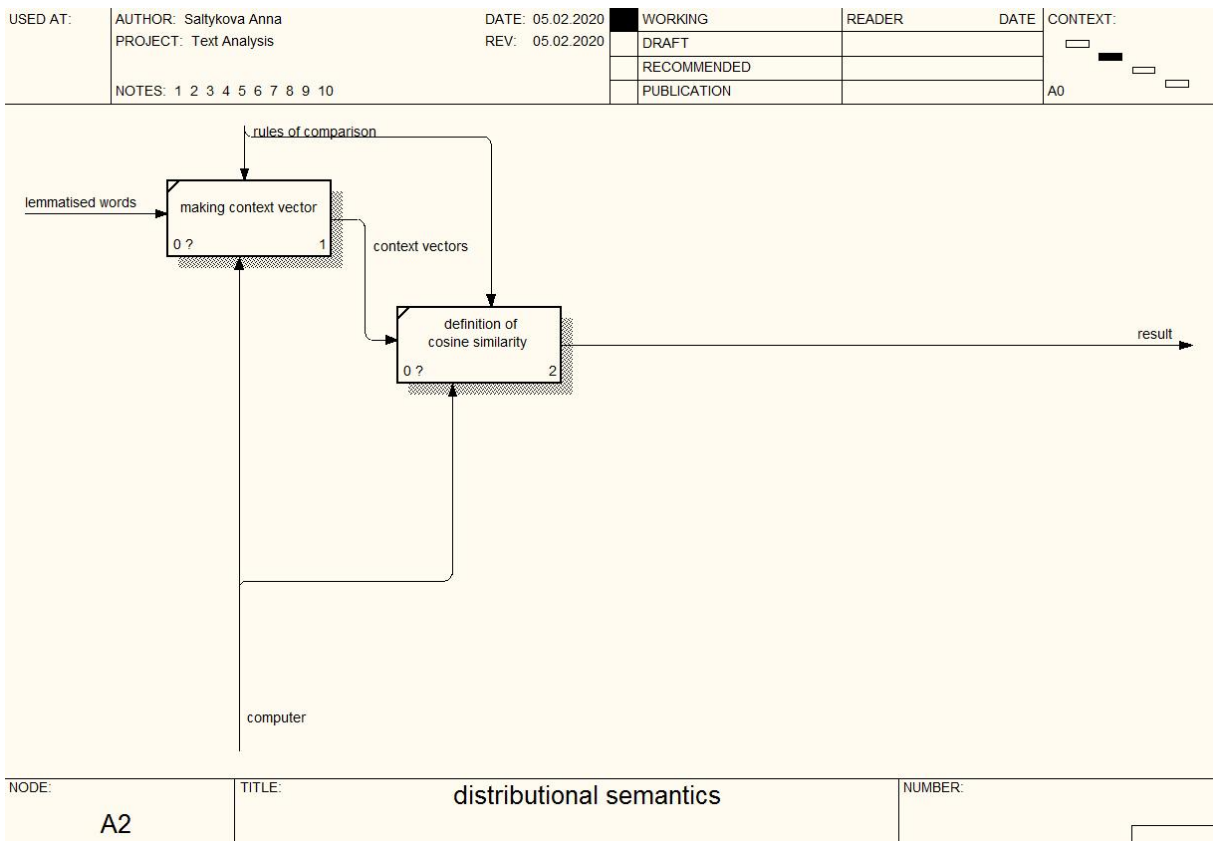 USED AT:
AUTHOR: Saltykova Anna
DATE: 05.02.2020
PROJECT: Text Analysis
REV: 05.02.2020
NOTES: 1 2 3 4 5 6 7 8 9 10
WORKING
DRAFT
RECOMMENDED
PUBLICATION
READER
DATE
CONTEXT:
A0
rules of comparison
lemmatised words
making context vector
0 ?
1
context vectors
definition of
cosine similarity
0 ?
2
result
computer
NODE:
A2
TITLE:
distributional semantics
NUMBER: